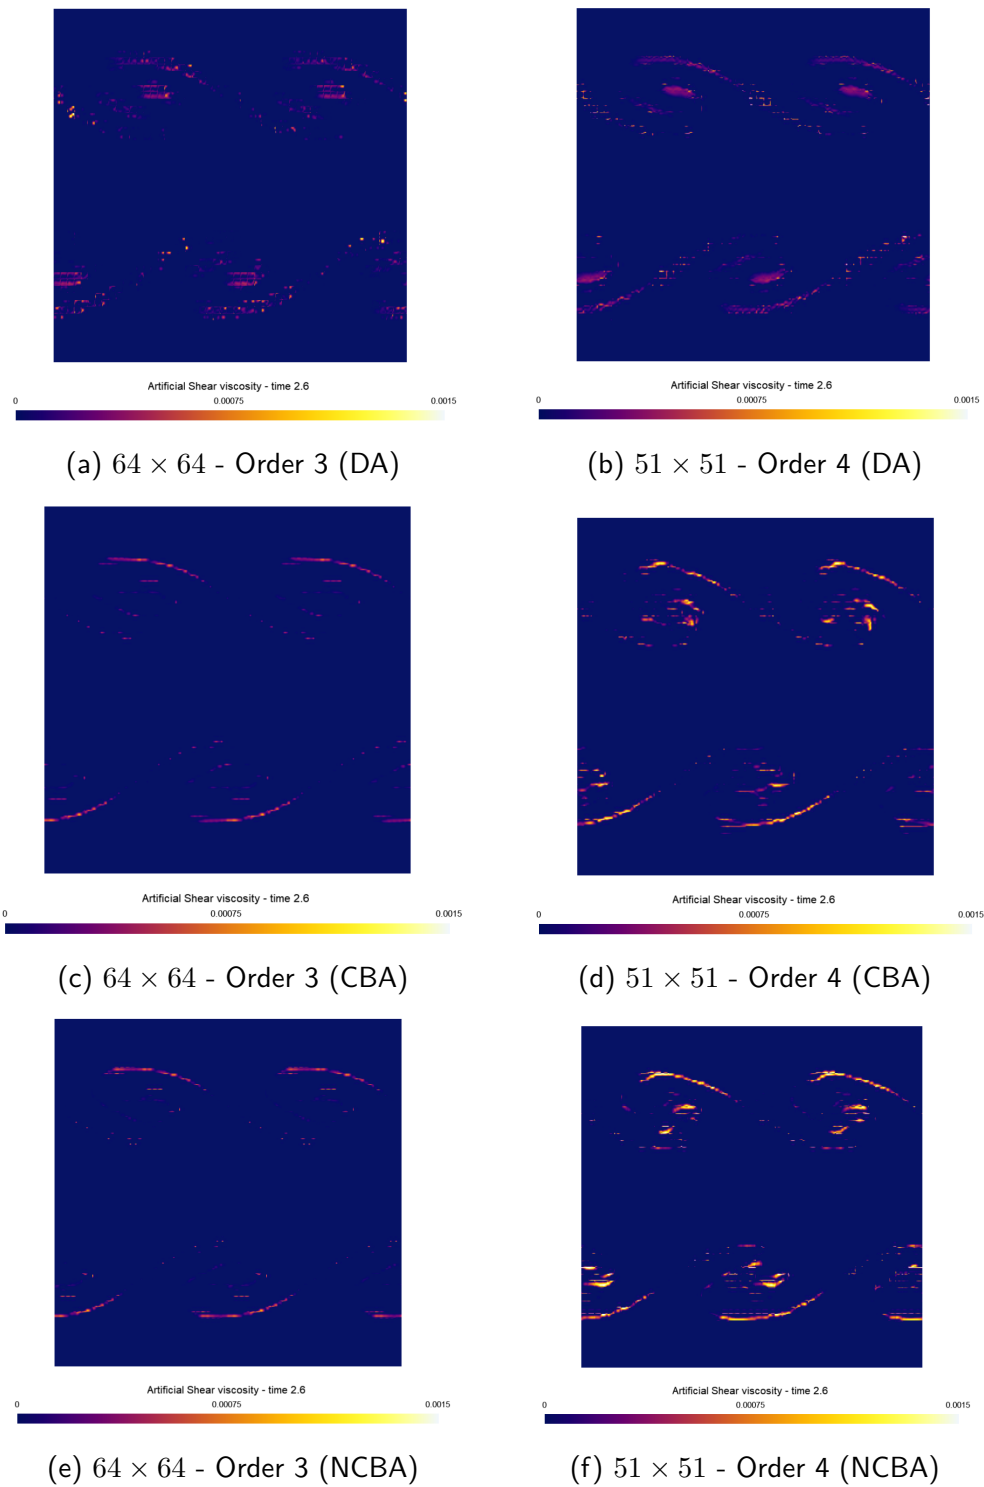 Artificial Shear viscosity - time 2.6
0 0.00075 0.0015
(a) 64 × 64 - Order 3 (DA)
Artificial Shear viscosity - time 2.6
0 0.00075 0.0015
(b) 51 × 51 - Order 4 (DA)
Artificial Shear viscosity - time 2.6
0 0.00075 0.0015
(c) 64 × 64 - Order 3 (CBA)
Artificial Shear viscosity - time 2.6
0 0.00075 0.0015
(d) 51 × 51 - Order 4 (CBA)
Artificial Shear viscosity - time 2.6
0 0.00075 0.0015
(e) 64 × 64 - Order 3 (NCBA)
Artificial Shear viscosity - time 2.6
0 0.00075 0.0015
(f) 51 × 51 - Order 4 (NCBA)